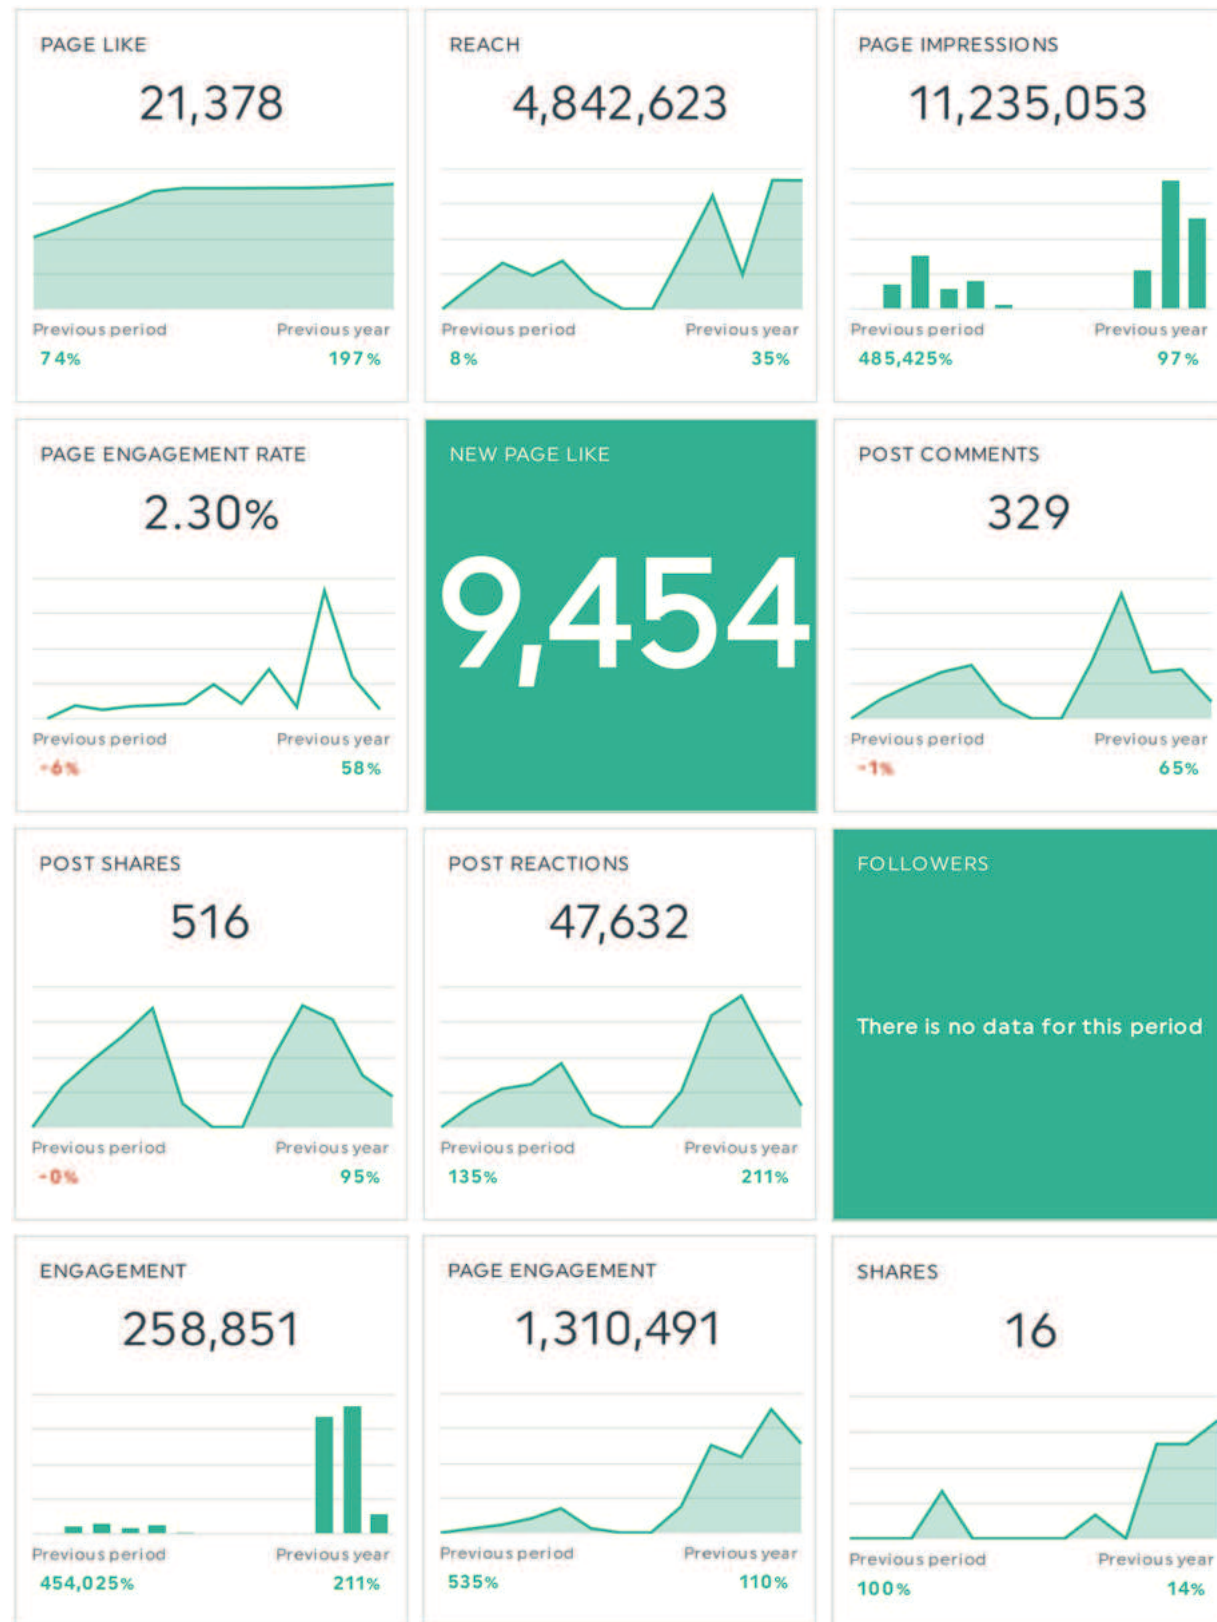 PAGE LIKE
21,378
Previous period Previous year
74% 197%
REACH
4,842,623
Previous period Previous year
8% 35%
PAGE IMPRESSIONS
11,235,053
Previous period Previous year
485,425% 97%
PAGE ENGAGEMENT RATE
2.30%
Previous period Previous year
-6% 58%
NEW PAGE LIKE
9,454
POST COMMENTS
329
Previous period Previous year
-1% 65%
POST SHARES
516
Previous period Previous year
-0% 95%
POST REACTIONS
47,632
Previous period Previous year
135% 211%
FOLLOWERS
There is no data for this period
ENGAGEMENT
258,851
Previous period Previous year
454,025% 211%
PAGE ENGAGEMENT
1,310,491
Previous period Previous year
535% 110%
SHARES
16
Previous period Previous year
100% 14%